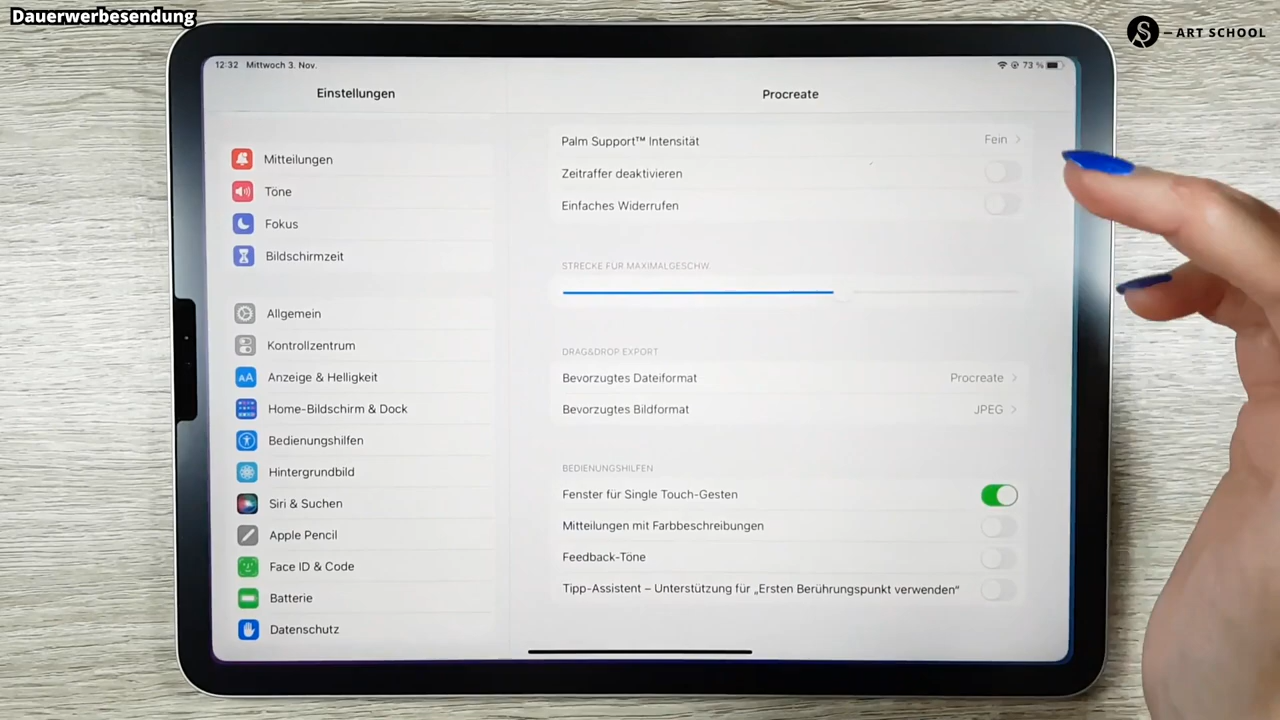 Dauerwerbesendung
S – ART SCHOOL
12:32 Mittwoch 3. Nov.
73 %
Einstellungen
Procreate
Mitteilungen
Töne
Fokus
Bildschirmzeit
Allgemein
Kontrollzentrum
AA Anzeige & Helligkeit
Home-Bildschirm & Dock
Bedienungshilfen
Hintergrundbild
Siri & Suchen
Apple Pencil
Face ID & Code
Batterie
Datenschutz
Palm Support™ Intensität Fein
Zeitraffer deaktivieren
Einfaches Widerrufen
STRECKE FÜR MAXIMALGESCHW.
DRAG&DROP EXPORT
Bevorzugtes Dateiformat Procreate
Bevorzugtes Bildformat JPEG
BEDIENUNGSHILFEN
Fenster für Single Touch-Gesten
Mitteilungen mit Farbbeschreibungen
Feedback-Töne
Tipp-Assistent – Unterstützung für „Ersten Berührungspunkt verwenden"